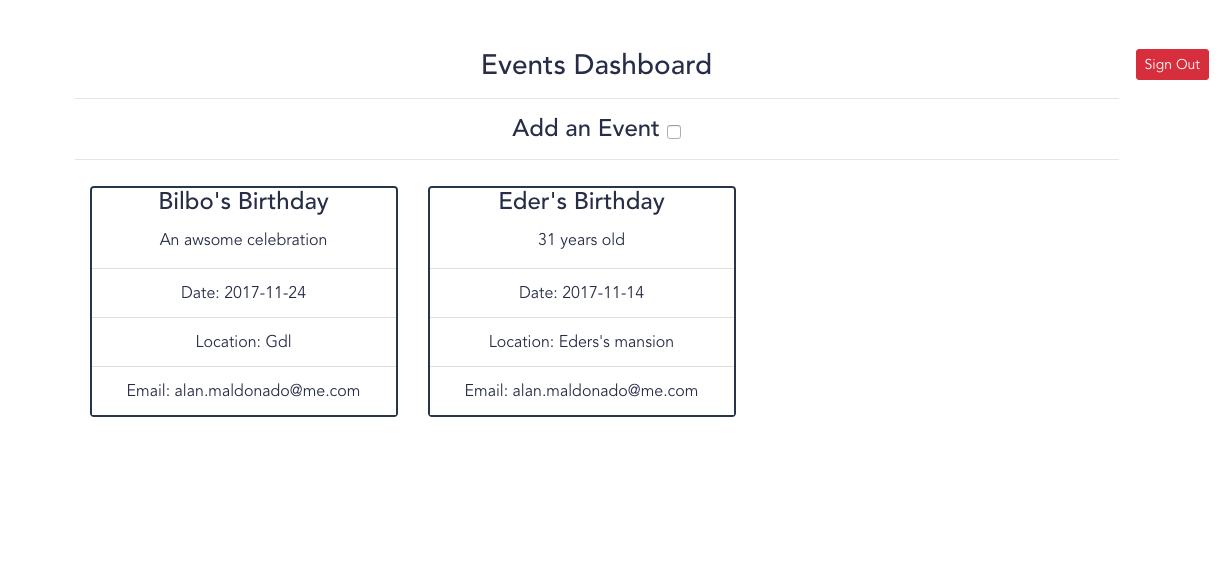 Events Dashboard
Sign Out
Add an Event
Bilbo's Birthday
An awsome celebration
Date: 2017-11-24
Location: Gdl
Email: alan.maldonado@me.com
Eder's Birthday
31 years old
Date: 2017-11-14
Location: Eders's mansion
Email: alan.maldonado@me.com